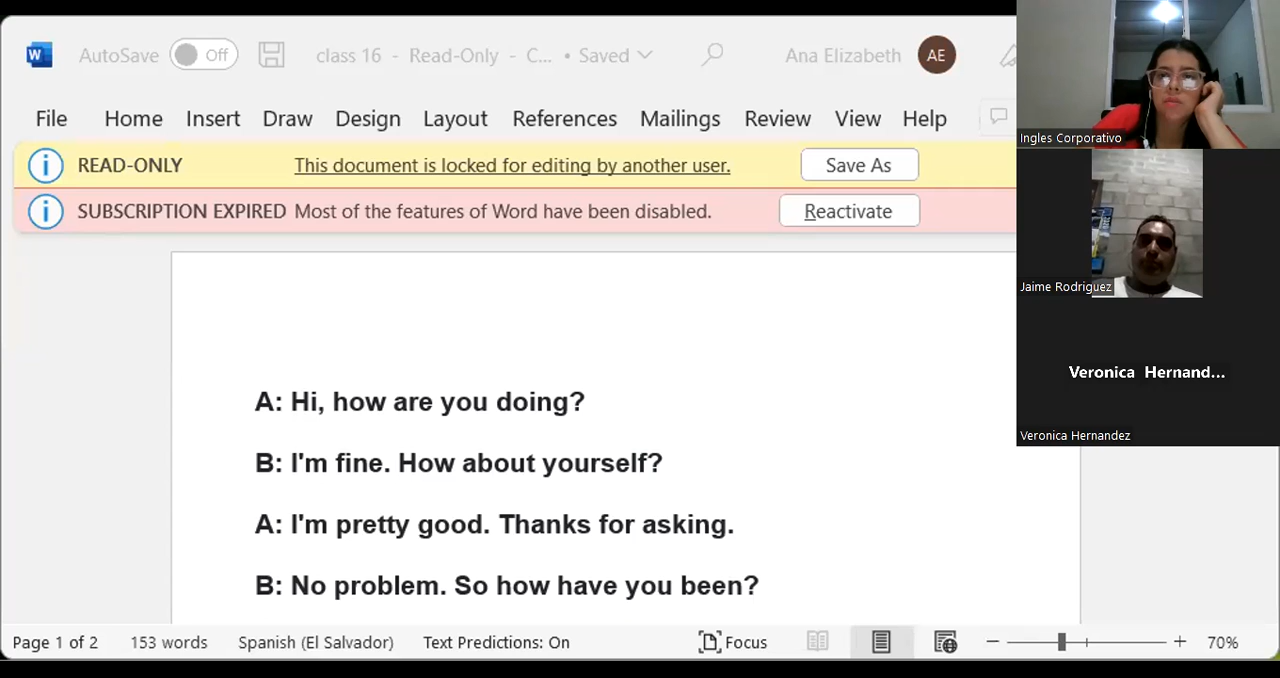 W AutoSave Off class 16 - Read-Only - C... • Saved Ana Elizabeth AE
File Home Insert Draw Design Layout References Mailings Review View Help
READ-ONLY This document is locked for editing by another user. Save As
SUBSCRIPTION EXPIRED Most of the features of Word have been disabled. Reactivate
A: Hi, how are you doing?
B: I'm fine. How about yourself?
A: I'm pretty good. Thanks for asking.
B: No problem. So how have you been?
Page 1 of 2 153 words Spanish (El Salvador) Text Predictions: On Focus 70%
Ingles Corporativo
Jaime Rodriguez
Veronica Hernand...
Veronica Hernandez